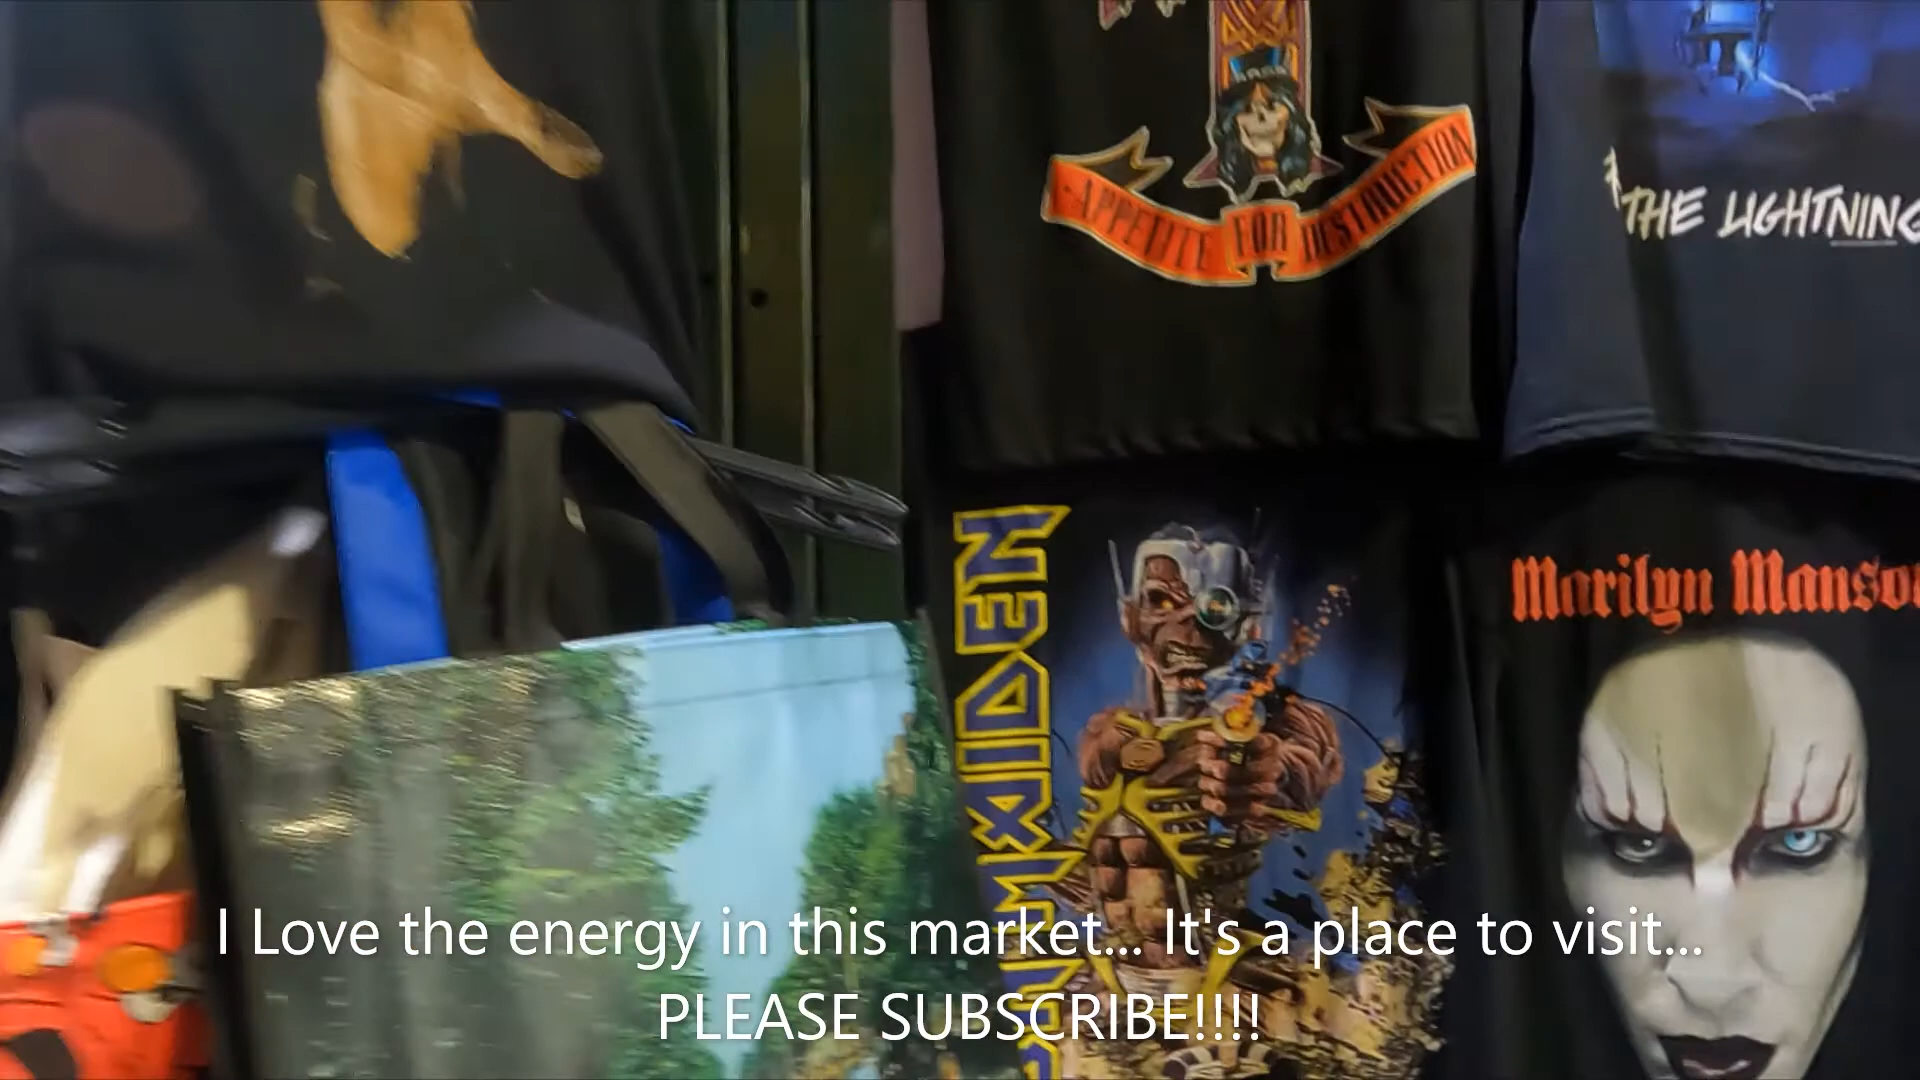 APPETITE FOR DESTRUCTION
THE LIGHTNING
IRON MAIDEN
Marilyn Manson
I Love the energy in this market... It's a place to visit...
PLEASE SUBSCRIBE!!!!